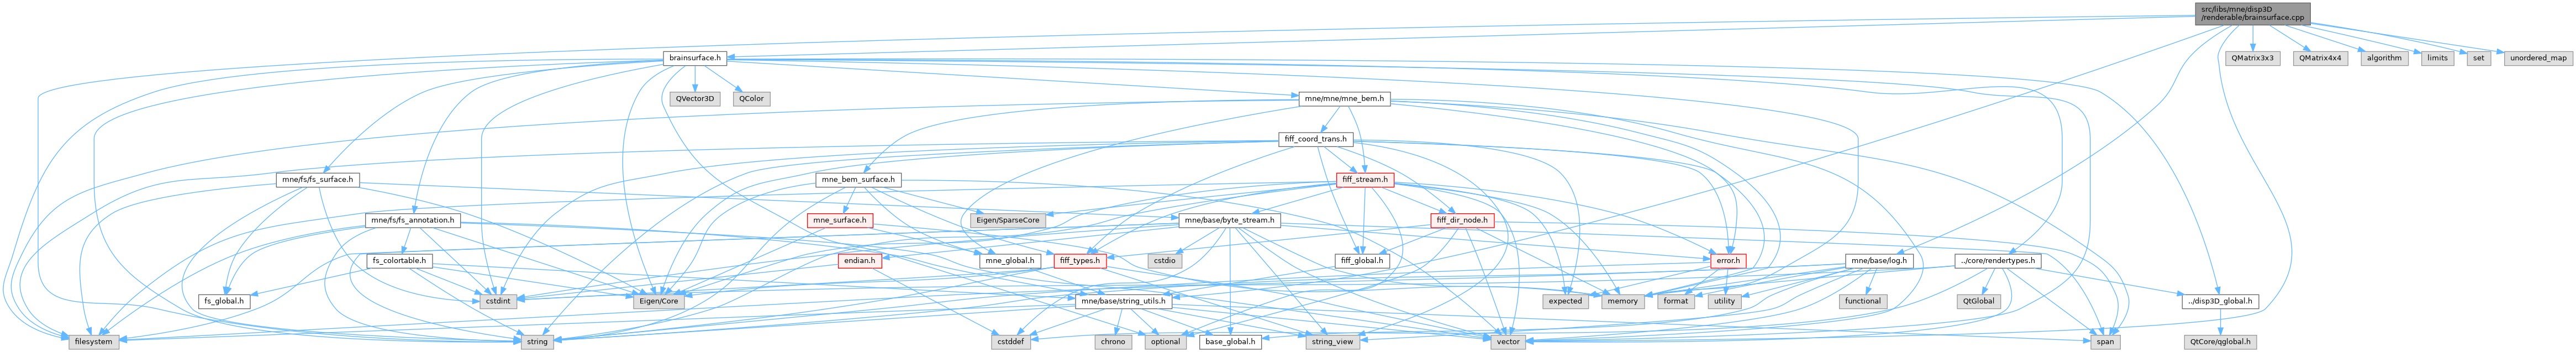 src/libs/mne/disp3D
/renderable/brainsurface.cpp
brainsurface.h
QMatrix3x3
QMatrix4x4
algorithm
limits
set
unordered_map
QVector3D
QColor
mne/mne/mne_bem.h
fiff_coord_trans.h
mne/fs/fs_surface.h
mne_bem_surface.h
fiff_stream.h
mne/fs/fs_annotation.h
mne_surface.h
Eigen/SparseCore
mne/base/byte_stream.h
fiff_dir_node.h
fs_colortable.h
endian.h
mne_global.h
fiff_types.h
cstdio
fiff_global.h
error.h
mne/base/log.h
../core/rendertypes.h
fs_global.h
cstdint
Eigen/Core
mne/base/string_utils.h
expected
memory
format
utility
functional
QtGlobal
../disp3D_global.h
filesystem
string
cstddef
chrono
optional
base_global.h
string_view
vector
span
QtCore/qglobal.h